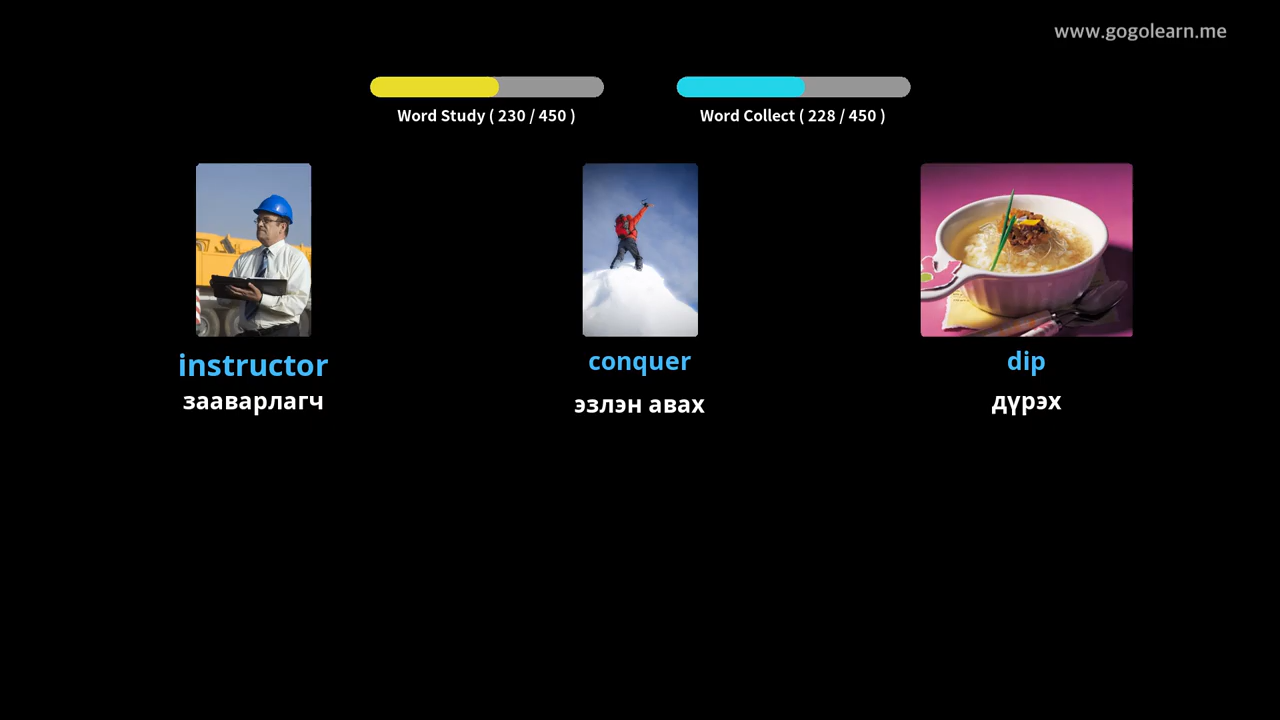 www.gogolearn.me
Word Study ( 230 / 450 )
Word Collect ( 228 / 450 )
instructor
зааварлагч
conquer
эзлэн авах
dip
дүрэх